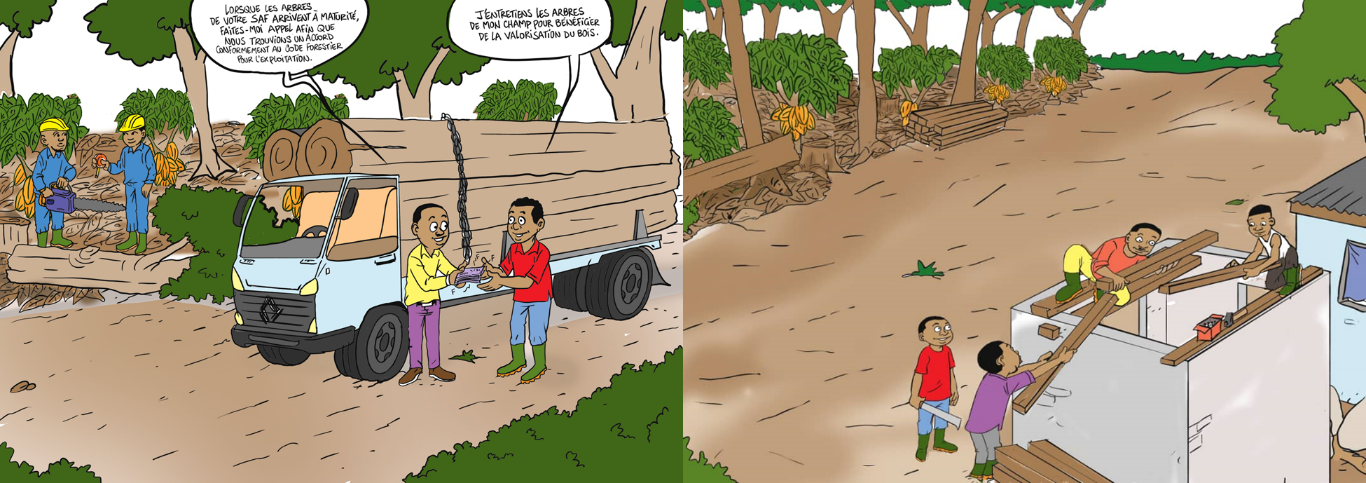 LORSQUE LES ARBRES
DE VOTRE SAF ARRIVENT À MATURITÉ,
FAITES-MOI APPEL AFIN QUE
NOUS TROUVIONS UN ACCORD
CONFORMEMENT AU CODE FORESTIER
POUR L'EXPLOITATION.
J'ENTRETIENS LES ARBRES
DE MON CHAMP POUR BÉNÉFICIER
DE LA VALORISATION DU BOIS.